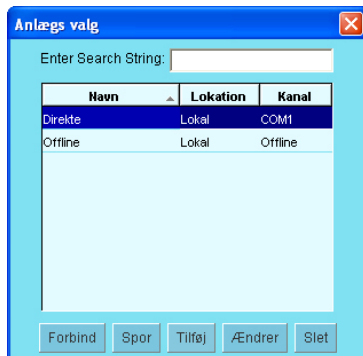 Anlægs valg
Enter Search String:
Navn Lokation Kanal
Direkte Lokal COM1
Offline Lokal Offline
Forbind Spor Tilføj Ændrer Slet